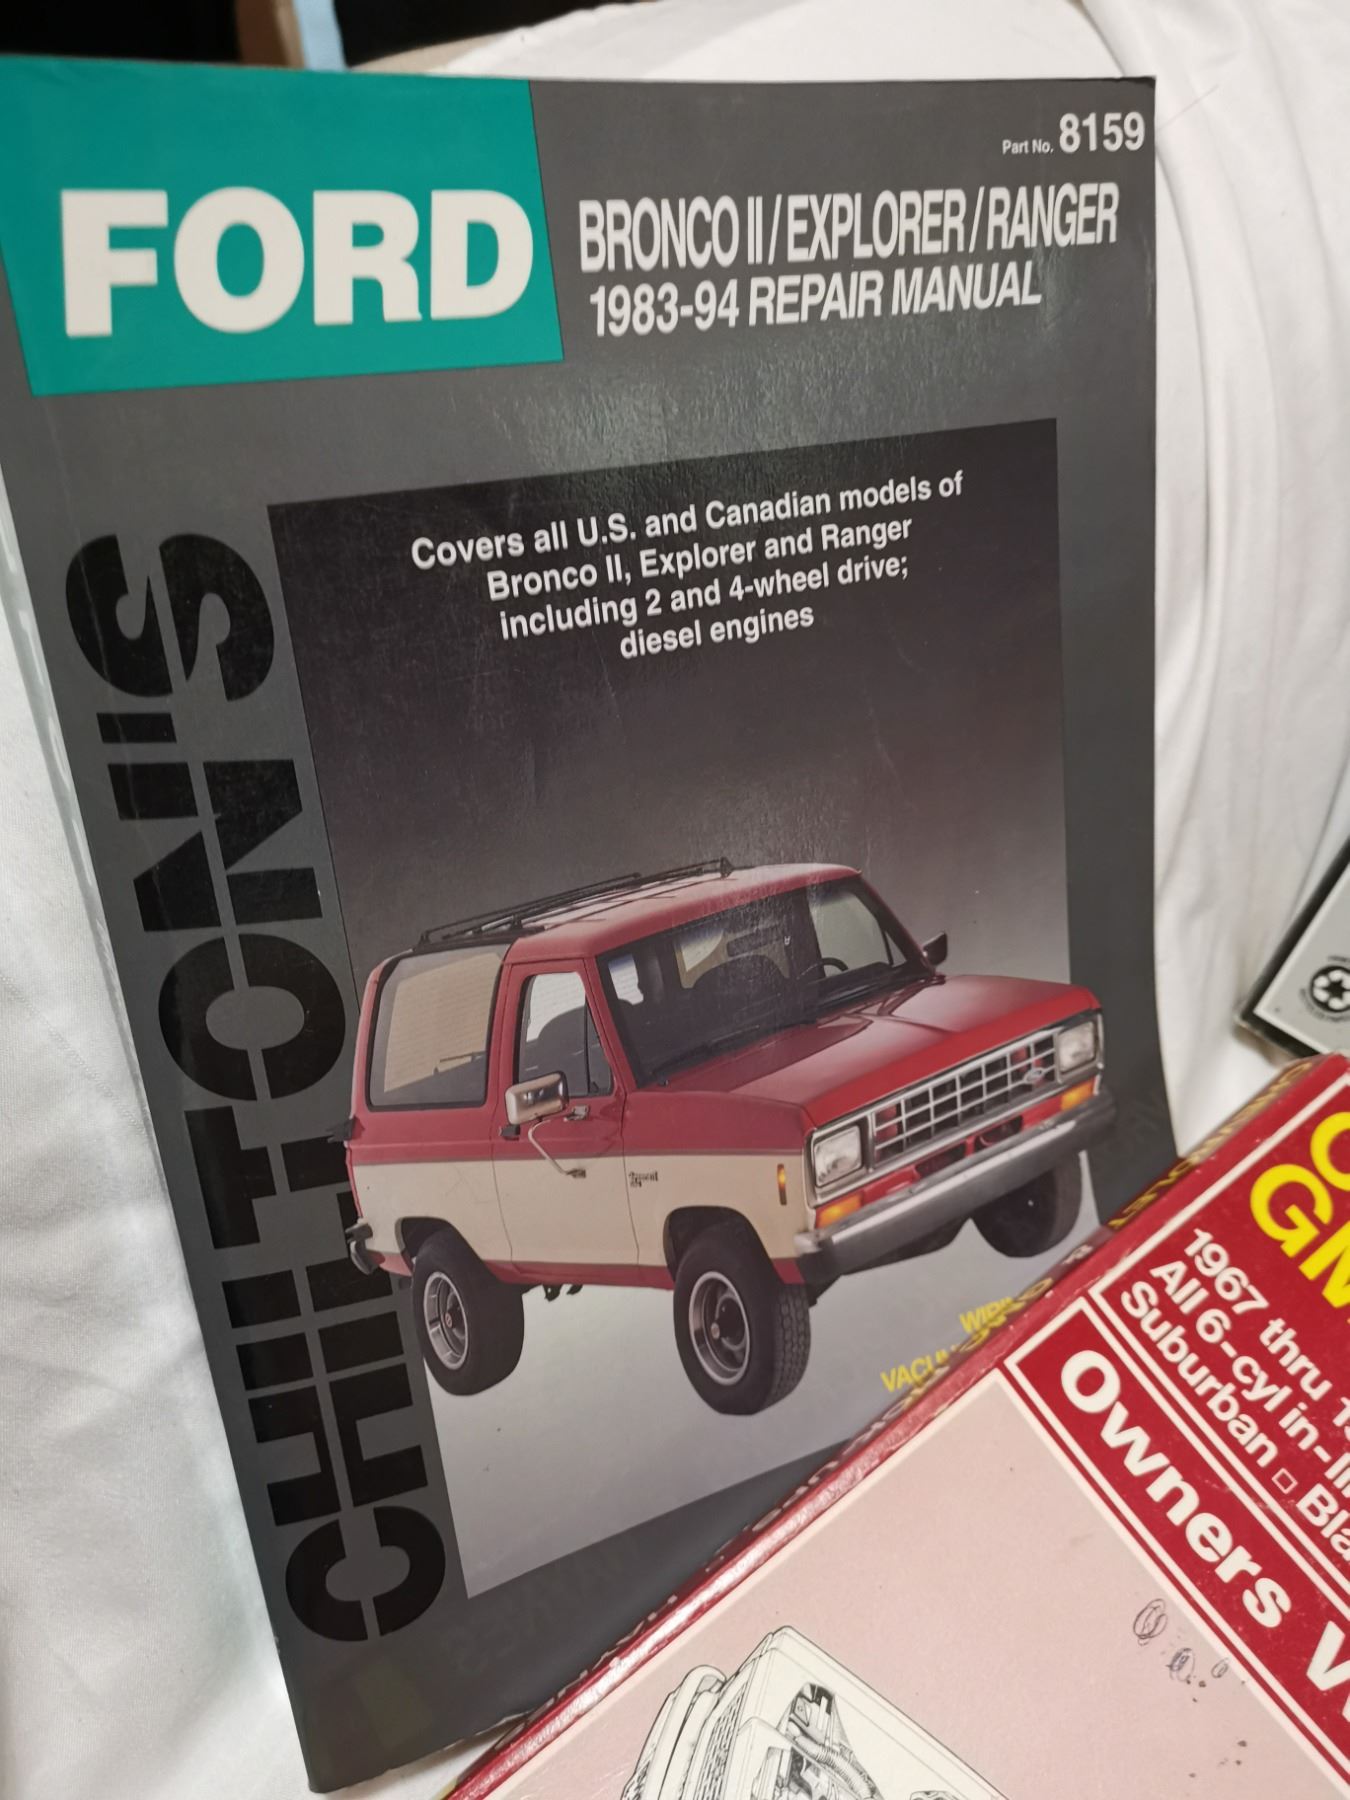 FORD
Part No. 8159
BRONCO II/EXPLORER/RANGER
1983-94 REPAIR MANUAL
CHILTON'S
Covers all U.S. and Canadian models of
Bronco II, Explorer and Ranger
including 2 and 4-wheel drive;
diesel engines
Bronco II
1967 thru
All 6-cyl in-
Suburban □
Owners